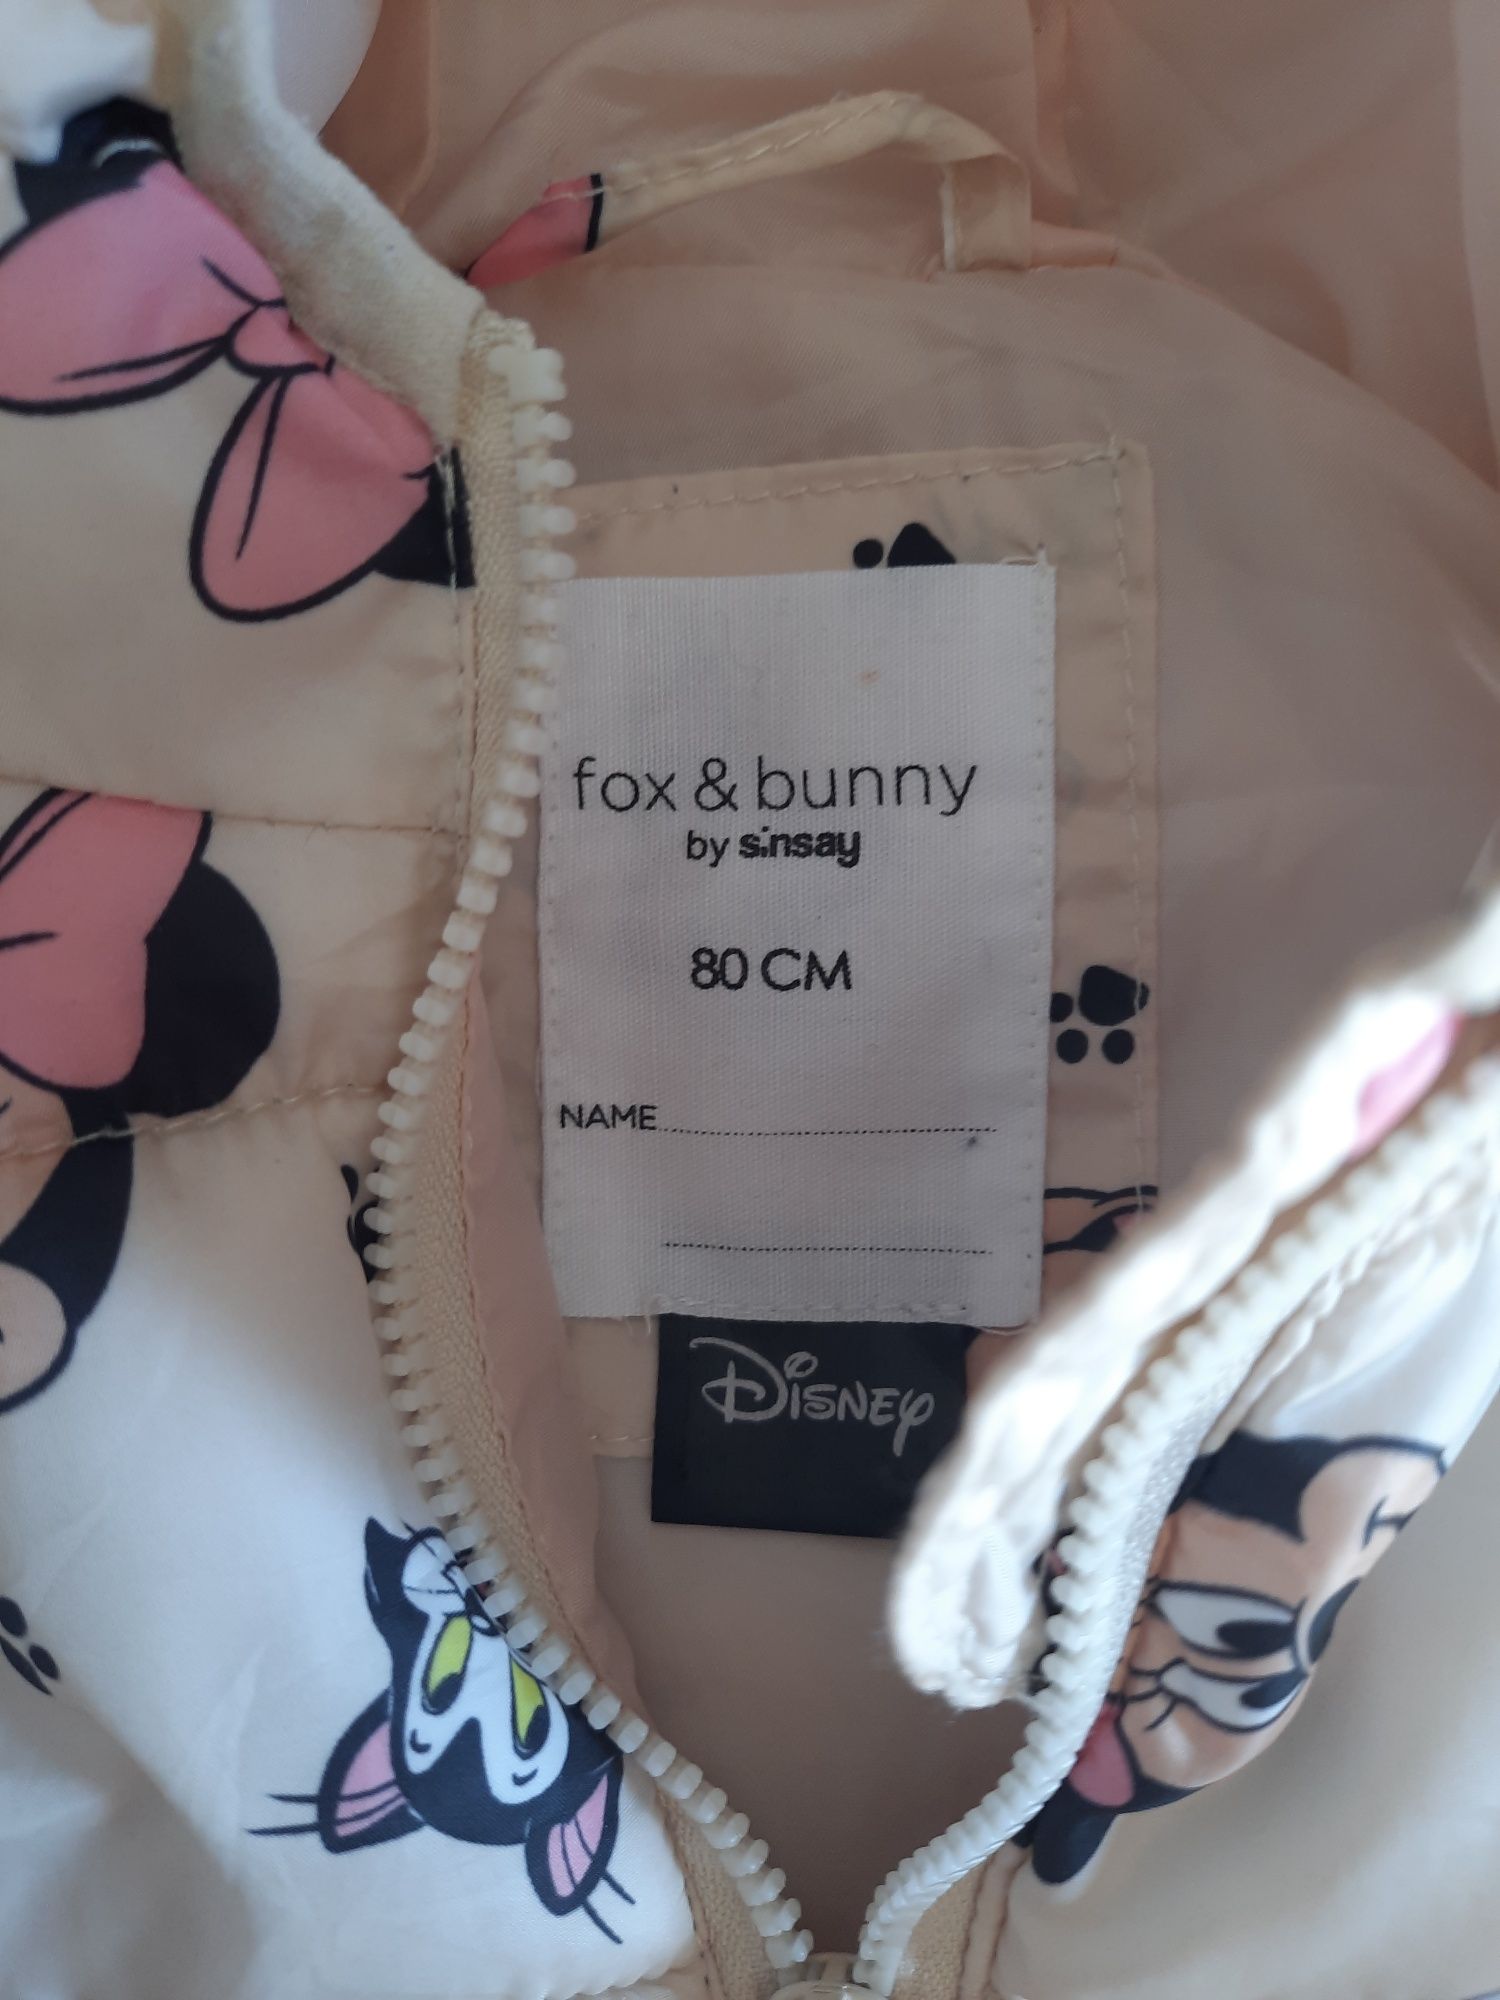 fox & bunny
by sinsay
80 CM
NAME
Disney